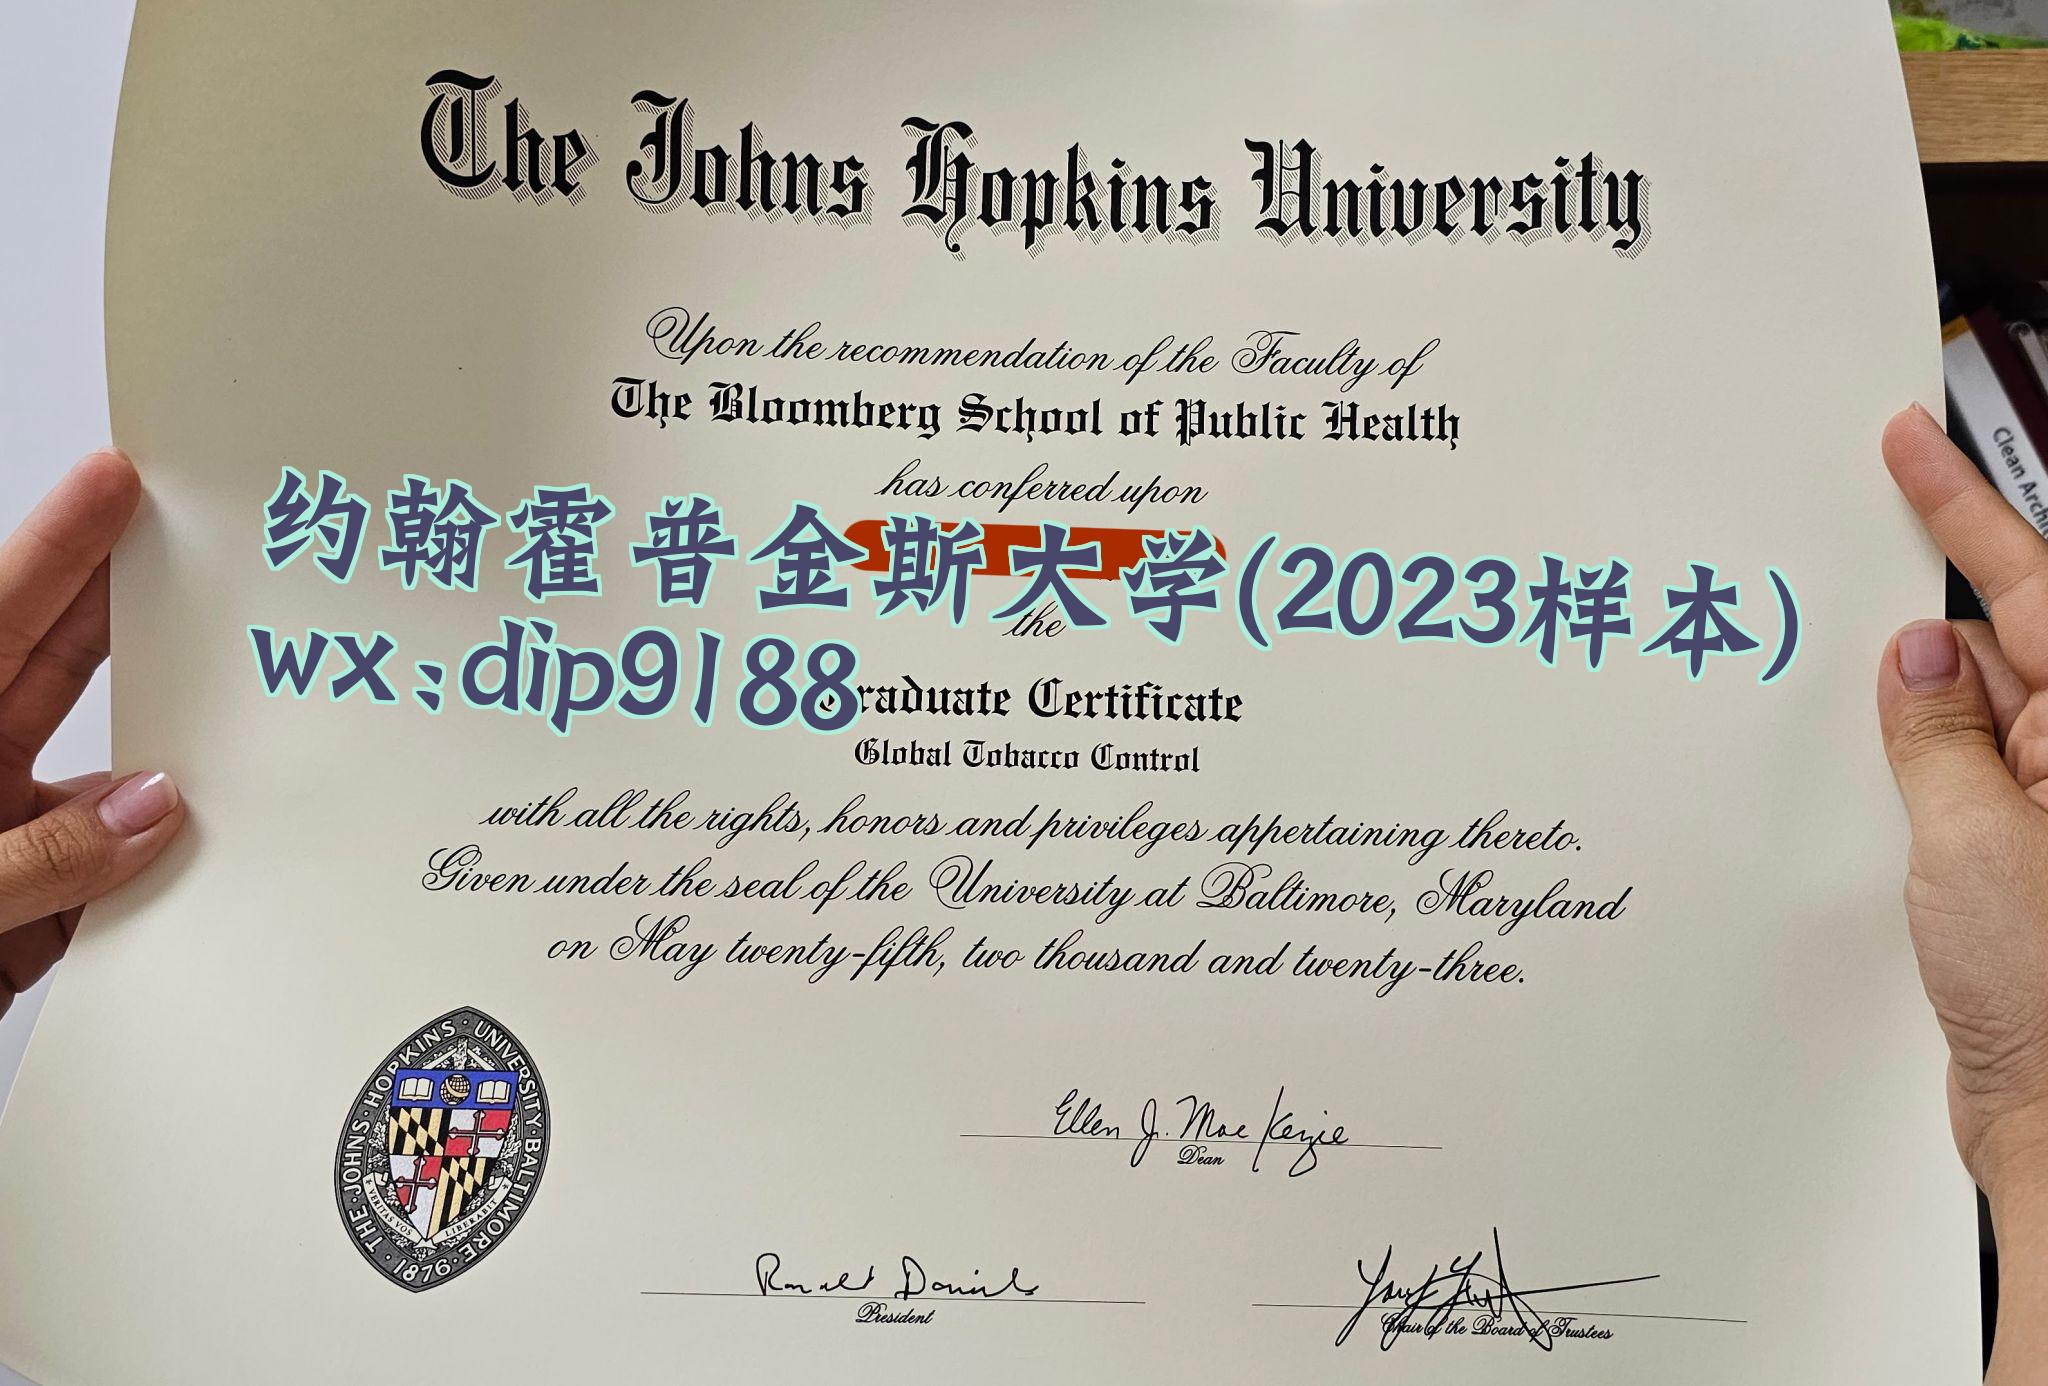 The Johns Hopkins University
Upon the recommendation of the Faculty of
The Bloomberg School of Public Health
has conferred upon
约翰霍普金斯大学(2023样本)
the
wx:dip9188
Graduate Certificate
Global Tobacco Control
with all the rights, honors and privileges appertaining thereto.
Given under the seal of the University at Baltimore, Maryland
on May twenty-fifth, two thousand and twenty-three.
THE · JOHNS · HOPKINS · UNIVERSITY · BALTIMORE · 1876 ·
VERITAS VOS LIBERABIT
Ellen J. MacKenzie
Dean
Ronald Daniels
President
Chair of the Board of Trustees
Clean Archi